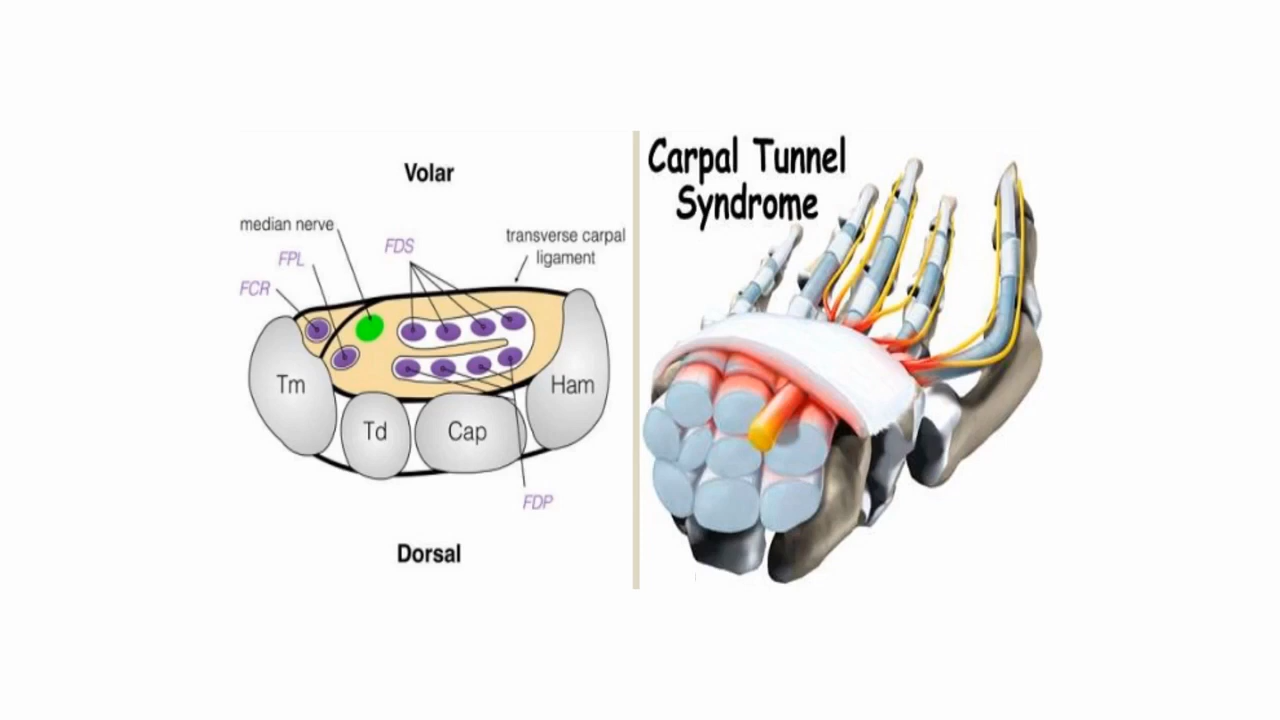 Volar
median nerve
FPL
FCR
FDS
transverse carpal
ligament
Tm
Td
Cap
Ham
FDP
Dorsal
Carpal Tunnel
Syndrome